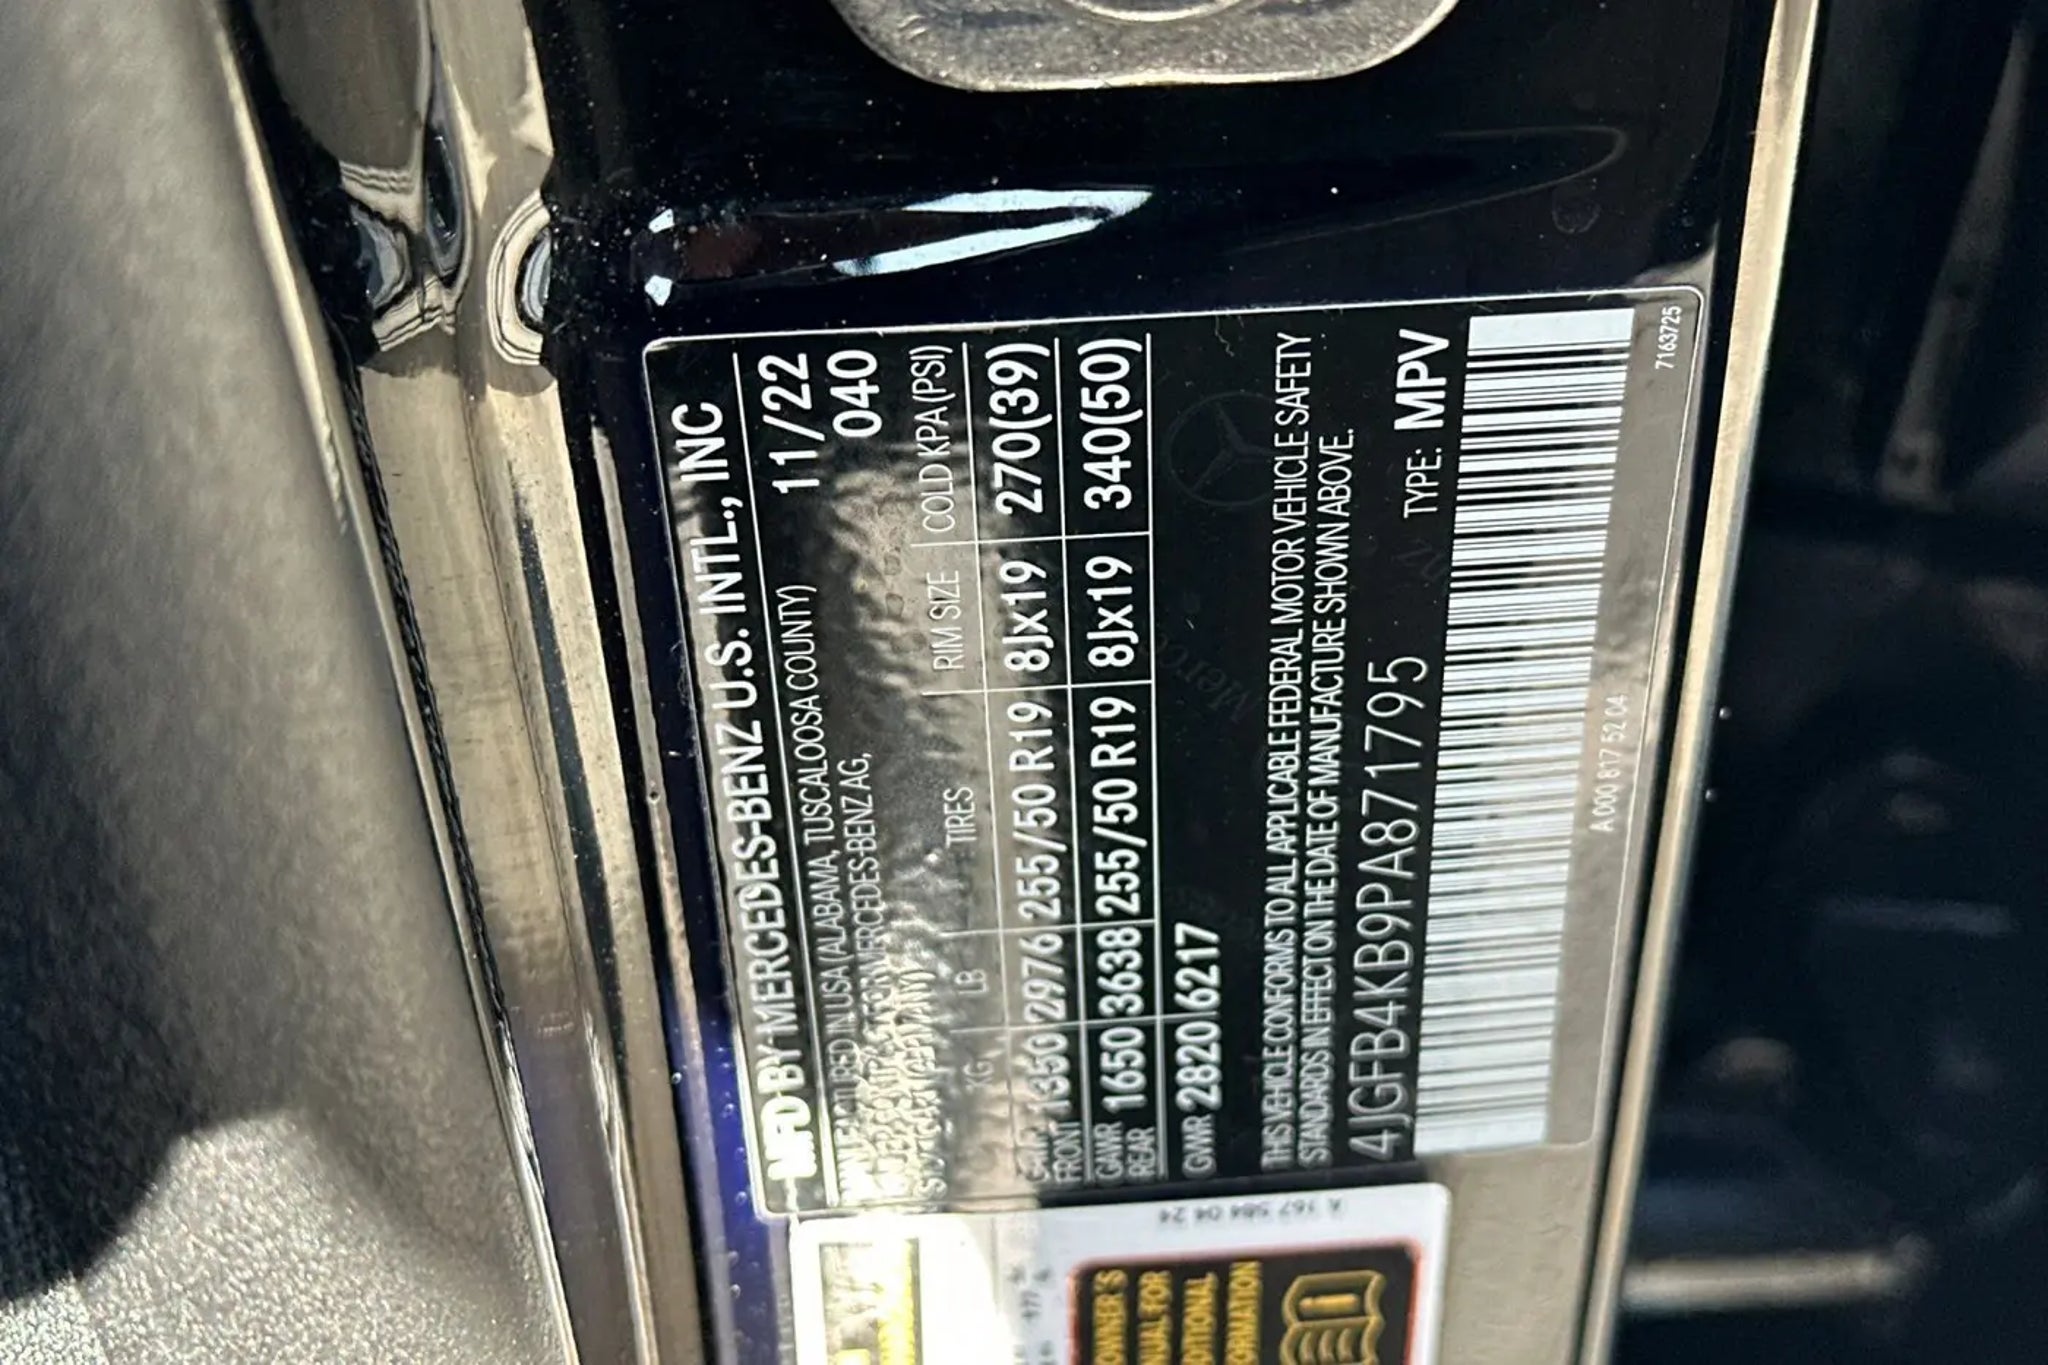 MFD BY MERCEDES-BENZ U.S. INTL., INC
MANUFACTURED IN USA (ALABAMA, TUSCALOOSA COUNTY) 11/22
MERCEDES-BENZ AG, 040
GERMANY)
KG LB TIRES RIM SIZE COLD KPA (PSI)
GAWR FRONT 1350 2976 255/50 R19 8Jx19 270(39)
GAWR REAR 1650 3638 255/50 R19 8Jx19 340(50)
GVWR 2820 6217
THIS VEHICLE CONFORMS TO ALL APPLICABLE FEDERAL MOTOR VEHICLE SAFETY
STANDARDS IN EFFECT ON THE DATE OF MANUFACTURE SHOWN ABOVE.
4JGFB4KB9PA871795 TYPE: MPV
A 000 817 52 04
7163725
Mercedes
A 167 584 04 24
OWNER'S